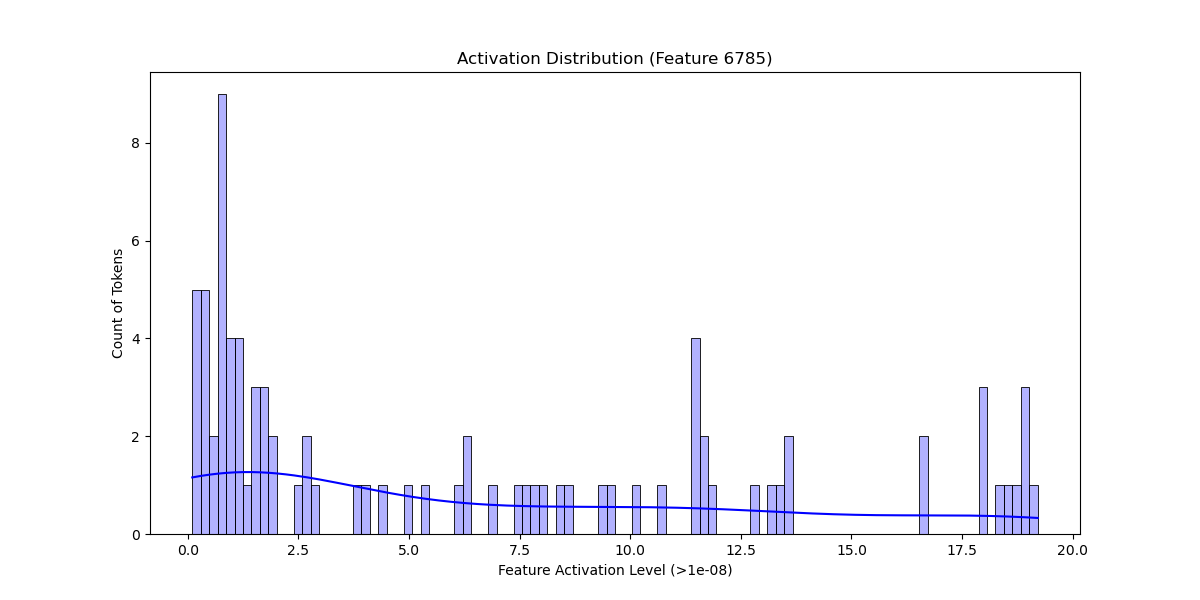 Activation Distribution (Feature 6785)
Count of Tokens
8
6
4
2
0
0.0 2.5 5.0 7.5 10.0 12.5 15.0 17.5 20.0
Feature Activation Level (>1e-08)